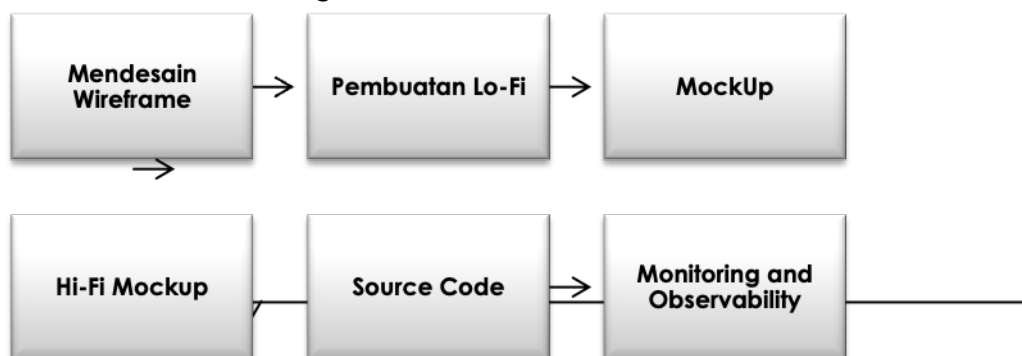 Mendesain
Wireframe
Pembuatan Lo-Fi
MockUp
Hi-Fi Mockup
Source Code
Monitoring and
Observability